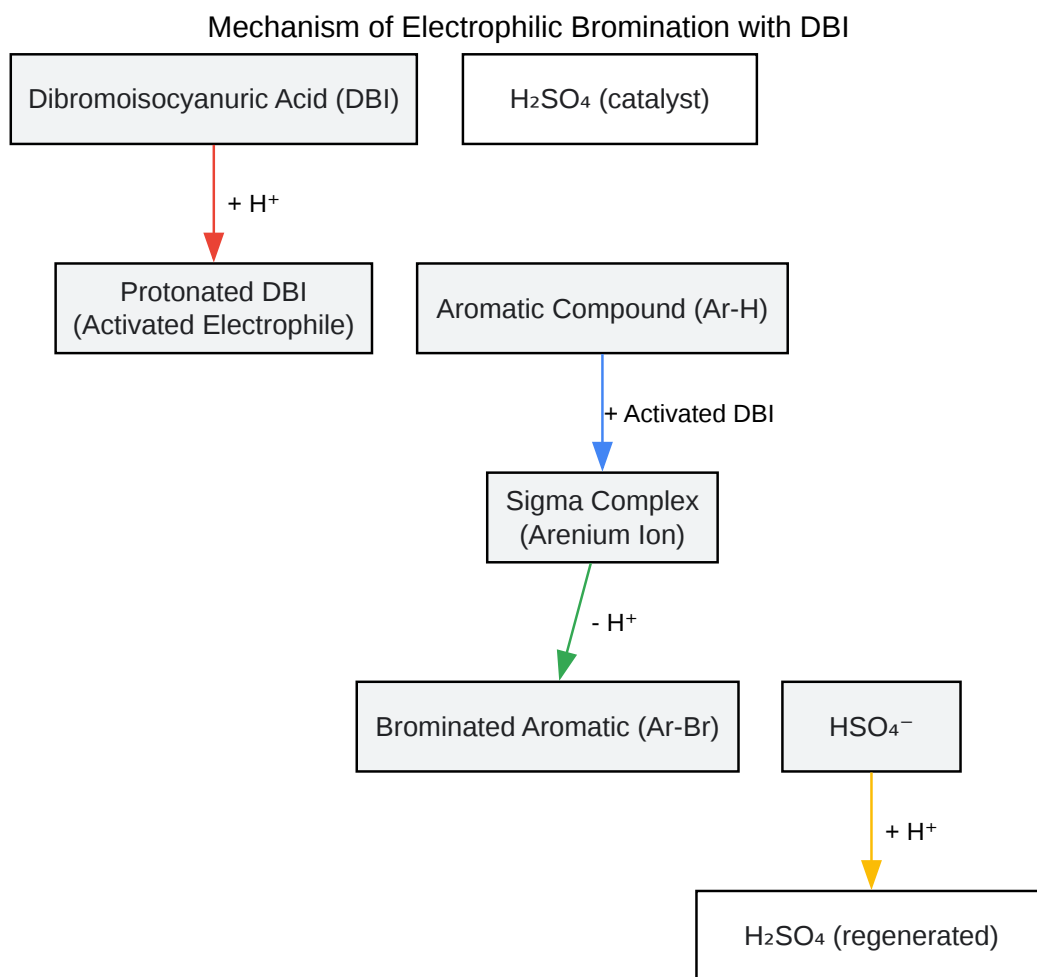 Mechanism of Electrophilic Bromination with DBI
Dibromoisocyanuric Acid (DBI)
H₂SO₄ (catalyst)
+ H⁺
Protonated DBI
(Activated Electrophile)
Aromatic Compound (Ar-H)
+ Activated DBI
Sigma Complex
(Arenium Ion)
- H⁺
Brominated Aromatic (Ar-Br)
HSO₄⁻
+ H⁺
H₂SO₄ (regenerated)